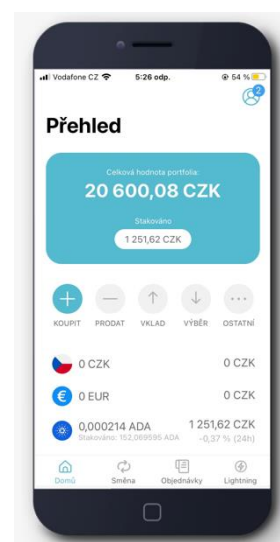 Vodafone CZ 5:26 odp. 54 %
2
Přehled
Celková hodnota portfolia:
20 600,08 CZK
Stakováno
1 251,62 CZK
KOUPIT PRODAT VKLAD VÝBĚR OSTATNÍ
0 CZK 0 CZK
€ 0 EUR 0 CZK
0,000214 ADA 1 251,62 CZK
Stakováno: 152,069595 ADA -0,37 % (24h)
Domů Směna Objednávky Lightning